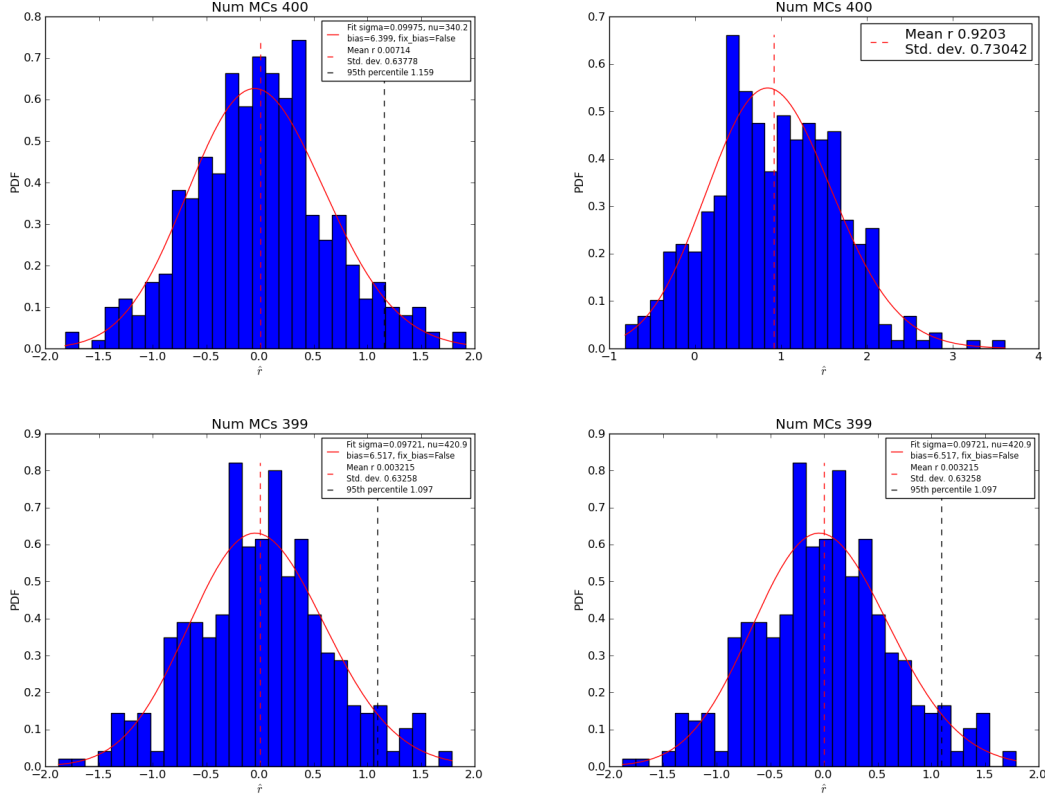 Num MCs 400
Fit sigma=0.09975, nu=340.2
bias=6.399, fix_bias=False
Mean r 0.00714
Std. dev. 0.63778
95th percentile 1.159
PDF
0.8
0.7
0.6
0.5
0.4
0.3
0.2
0.1
0.0
−2.0 −1.5 −1.0 −0.5 0.0 0.5 1.0 1.5 2.0
r̂
Num MCs 400
Mean r 0.9203
Std. dev. 0.73042
PDF
0.7
0.6
0.5
0.4
0.3
0.2
0.1
0.0
−1 0 1 2 3 4
r̂
Num MCs 399
Fit sigma=0.09721, nu=420.9
bias=6.517, fix_bias=False
Mean r 0.003215
Std. dev. 0.63258
95th percentile 1.097
PDF
0.9
0.8
0.7
0.6
0.5
0.4
0.3
0.2
0.1
0.0
−2.0 −1.5 −1.0 −0.5 0.0 0.5 1.0 1.5 2.0
r̂
Num MCs 399
Fit sigma=0.09721, nu=420.9
bias=6.517, fix_bias=False
Mean r 0.003215
Std. dev. 0.63258
95th percentile 1.097
PDF
0.9
0.8
0.7
0.6
0.5
0.4
0.3
0.2
0.1
0.0
−2.0 −1.5 −1.0 −0.5 0.0 0.5 1.0 1.5 2.0
r̂